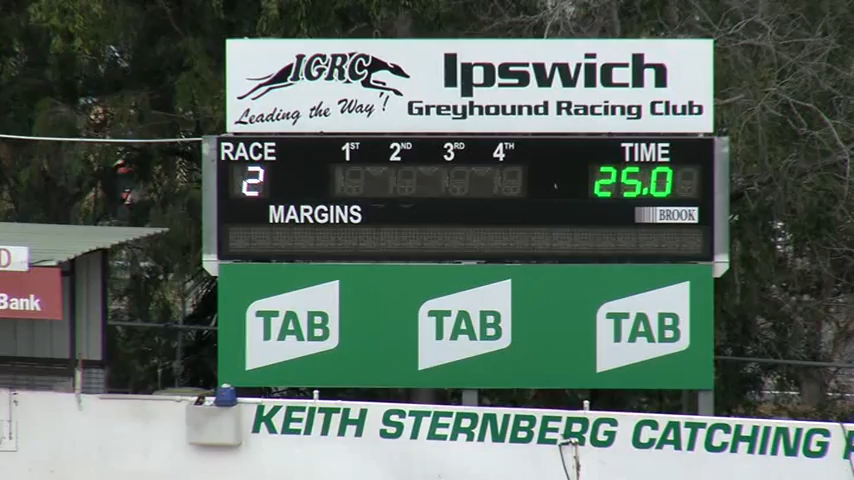 IGRC
Leading the Way'!
Ipswich
Greyhound Racing Club
RACE 1ST 2ND 3RD 4TH TIME
2 25.0
MARGINS BROOK
D
Bank
TAB TAB TAB
KEITH STERNBERG CATCHING